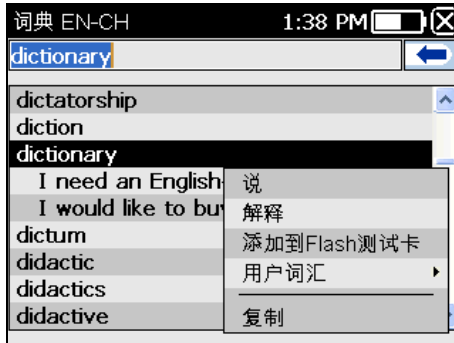 词典 EN-CH 1:38 PM
dictionary
dictatorship
diction
dictionary
I need an English-
I would like to buy
dictum
didactic
didactics
didactive
说
解释
添加到Flash测试卡
用户词汇
复制